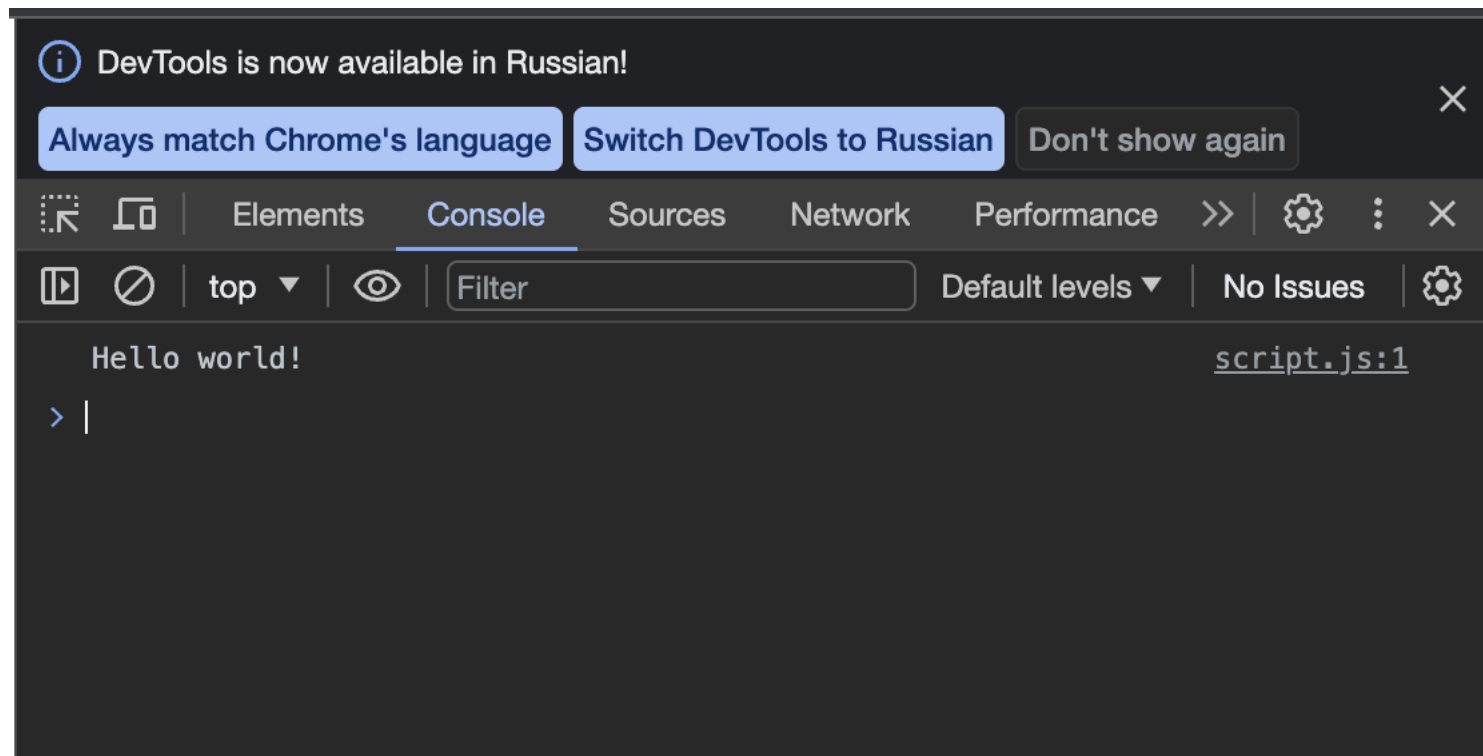 DevTools is now available in Russian!
Always match Chrome's language Switch DevTools to Russian Don't show again
Elements Console Sources Network Performance
top Filter Default levels No Issues
Hello world! script.js:1
>